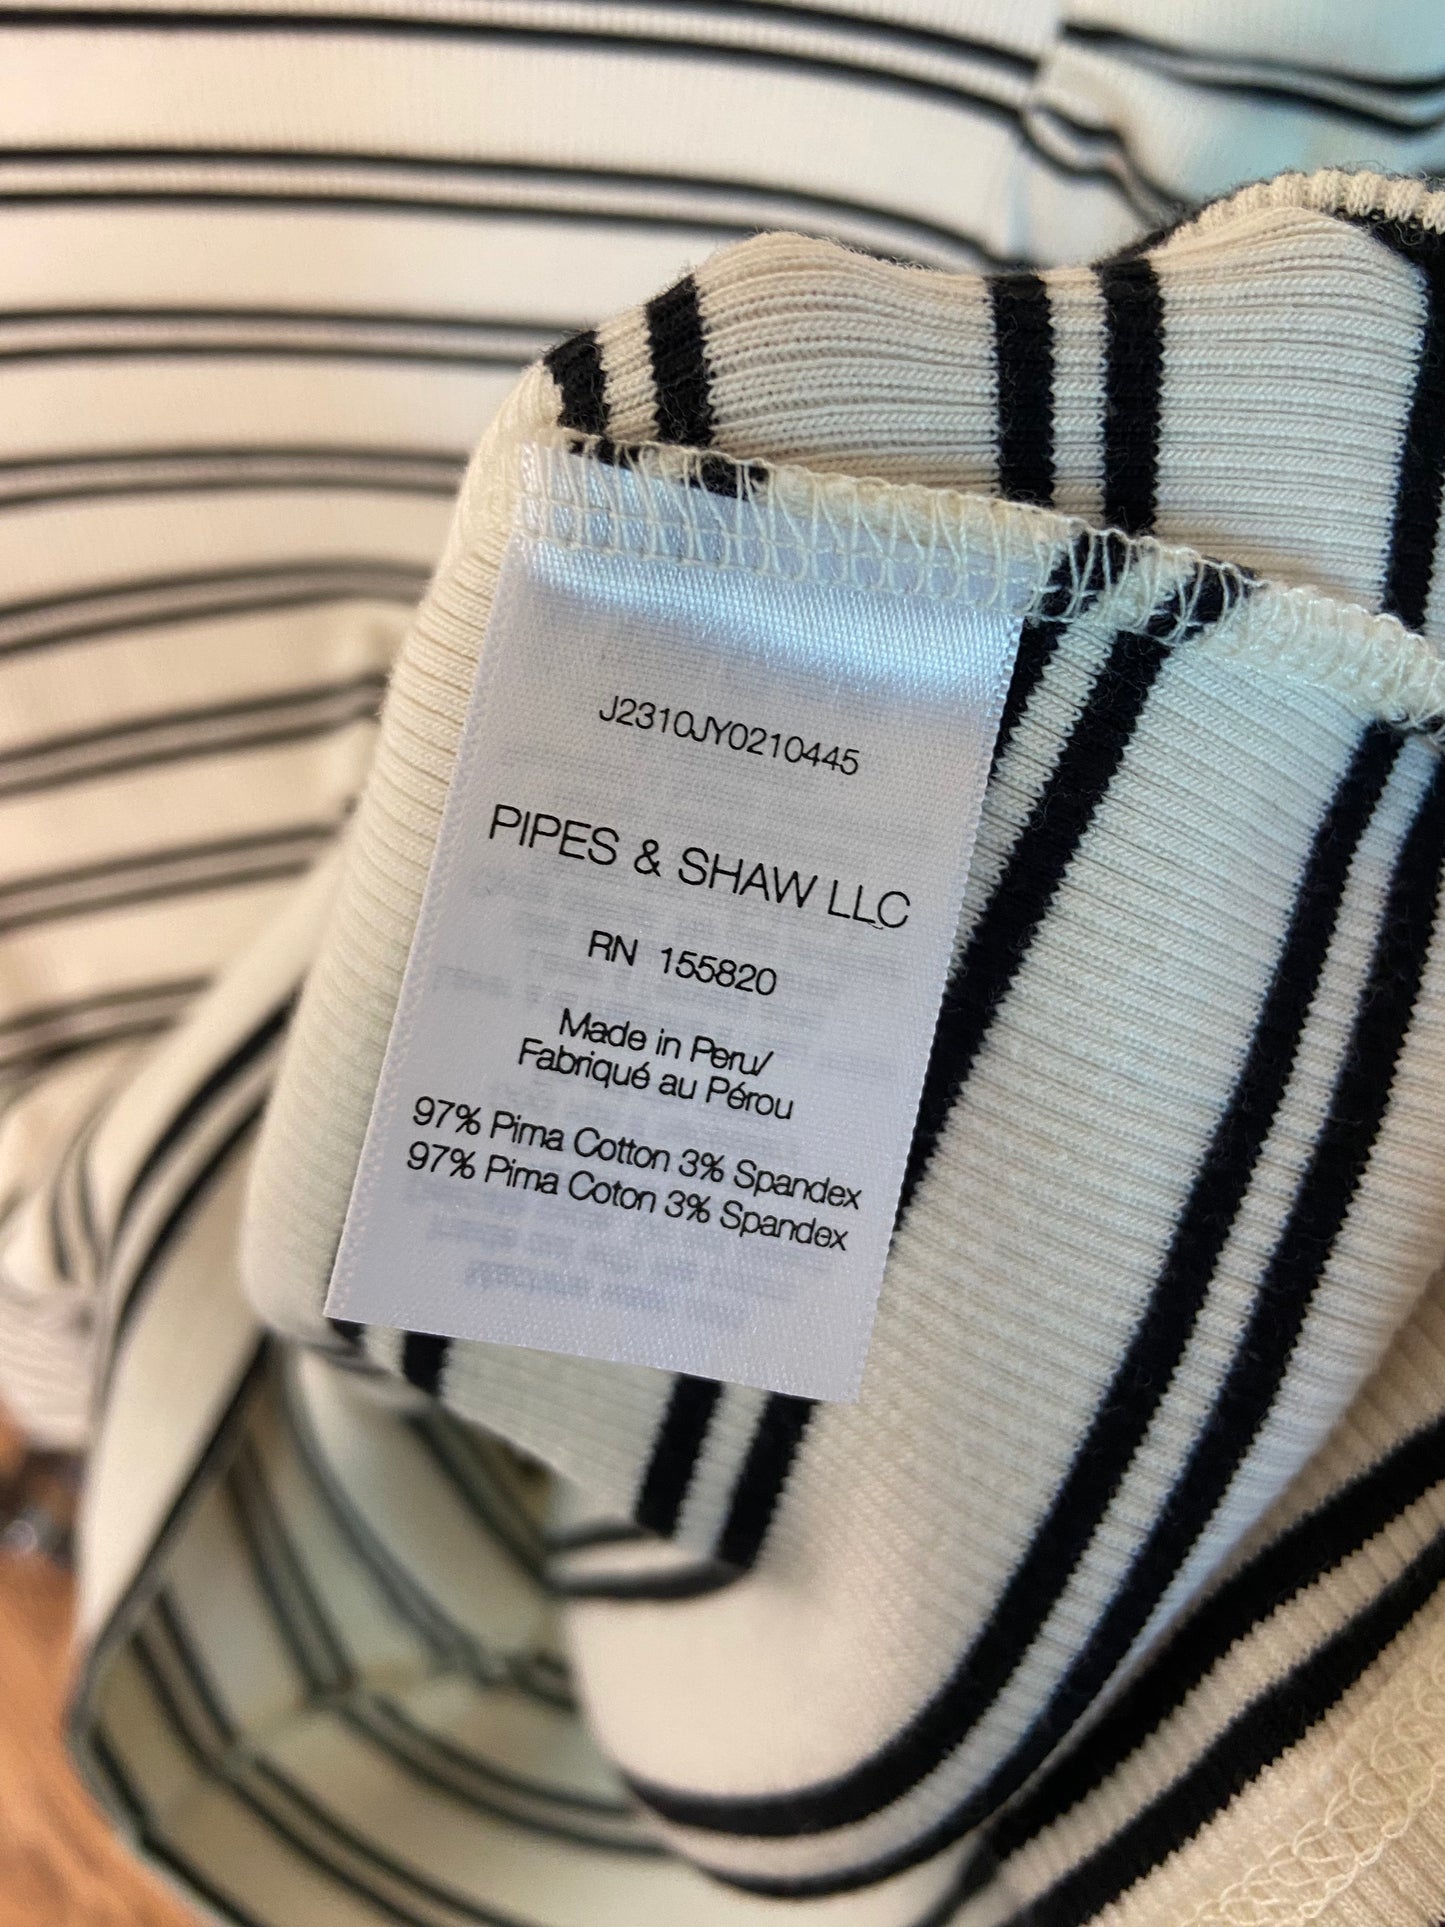 J2310JY0210445
PIPES & SHAW LLC
RN 155820
Made in Peru/
Fabriqué au Pérou
97% Pima Cotton 3% Spandex
97% Pima Coton 3% Spandex